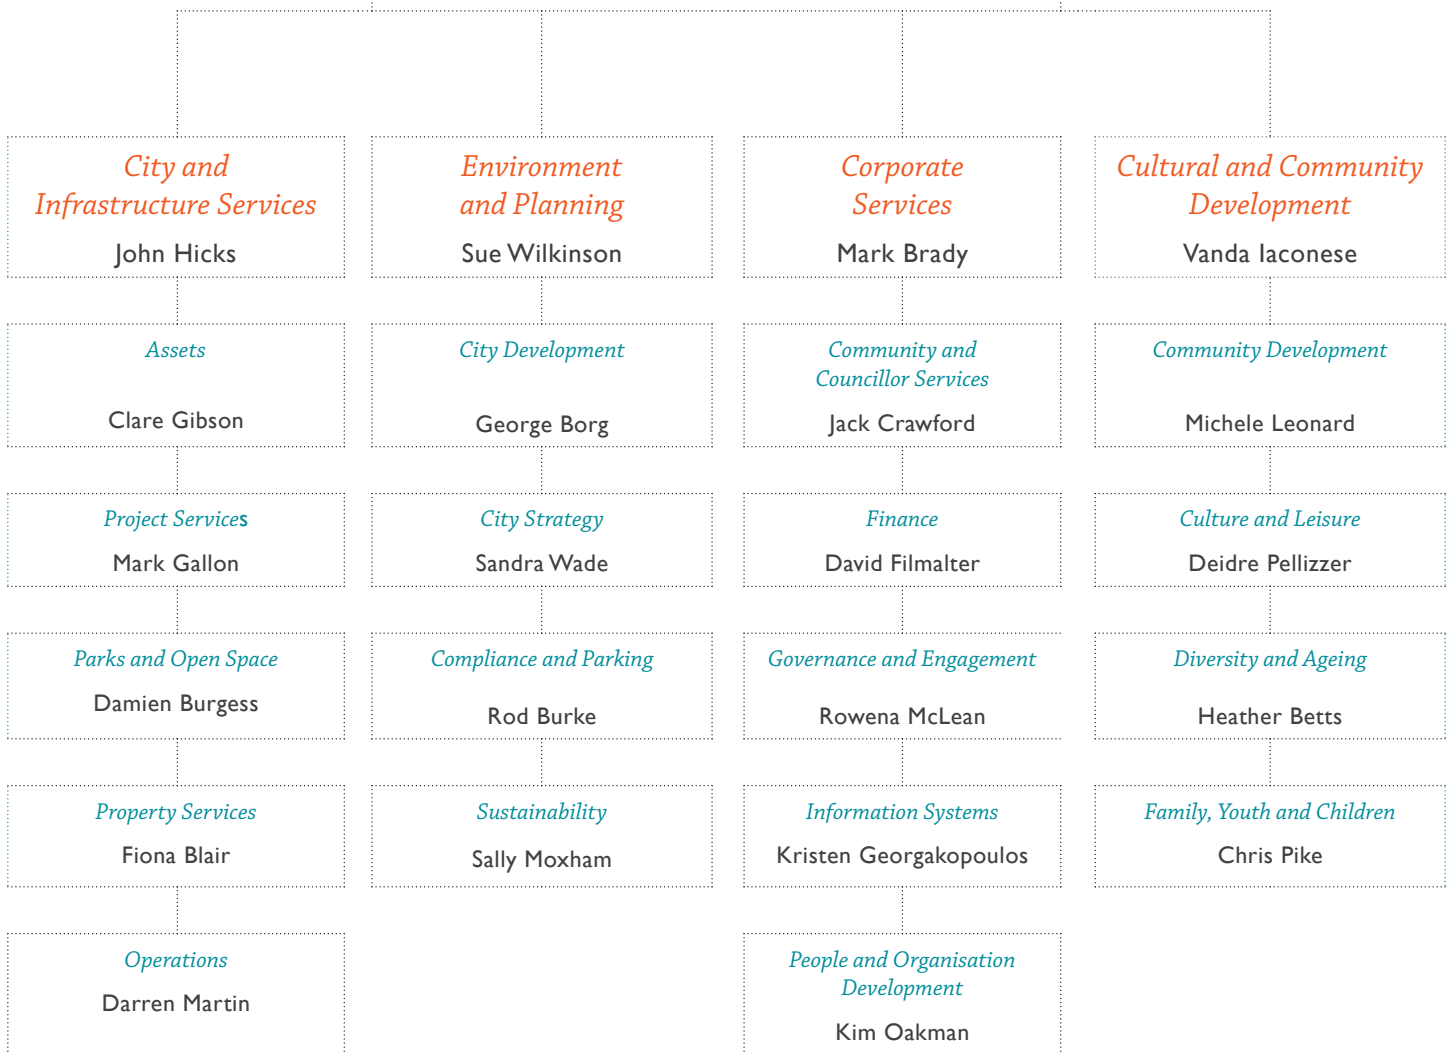 City and
Infrastructure Services
John Hicks
Assets
Clare Gibson
Project Services
Mark Gallon
Parks and Open Space
Damien Burgess
Property Services
Fiona Blair
Operations
Darren Martin
Environment
and Planning
Sue Wilkinson
City Development
George Borg
City Strategy
Sandra Wade
Compliance and Parking
Rod Burke
Sustainability
Sally Moxham
Corporate
Services
Mark Brady
Community and
Councillor Services
Jack Crawford
Finance
David Filmalter
Governance and Engagement
Rowena McLean
Information Systems
Kristen Georgakopoulos
People and Organisation
Development
Kim Oakman
Cultural and Community
Development
Vanda Iaconese
Community Development
Michele Leonard
Culture and Leisure
Deidre Pellizzer
Diversity and Ageing
Heather Betts
Family, Youth and Children
Chris Pike